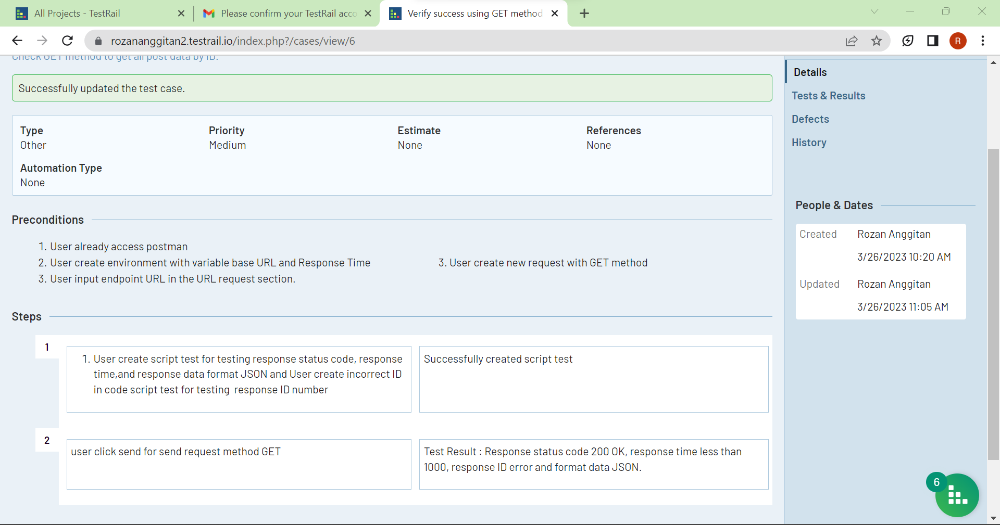 All Projects - TestRail
Please confirm your TestRail acco
Verify success using GET method
rozananggitan2.testrail.io/index.php?/cases/view/6
R
Check GET method to get all post data by ID.
Successfully updated the test case.
Type
Other
Priority
Medium
Estimate
None
References
None
Automation Type
None
Preconditions
1. User already access postman
2. User create environment with variable base URL and Response Time
3. User create new request with GET method
3. User input endpoint URL in the URL request section.
Steps
1
1. User create script test for testing response status code, response
time,and response data format JSON and User create incorrect ID
in code script test for testing  response ID number
Successfully created script test
2
user click send for send request method GET
Test Result : Response status code 200 OK, response time less than
1000, response ID error and format data JSON.
Details
Tests & Results
Defects
History
People & Dates
Created
Rozan Anggitan
3/26/2023 10:20 AM
Updated
Rozan Anggitan
3/26/2023 11:05 AM
6